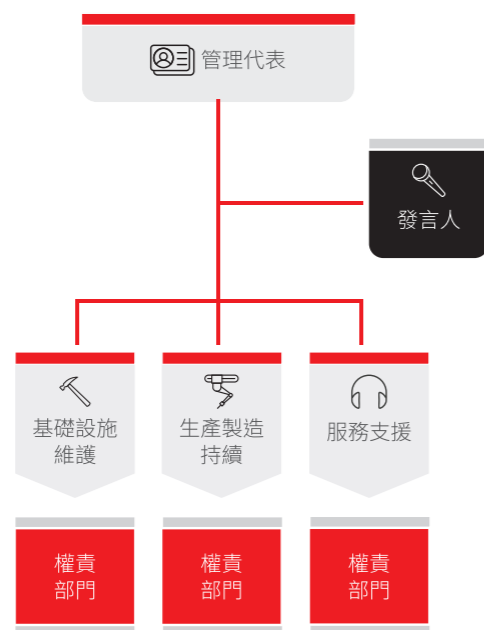 管理代表
發言人
基礎設施
維護
生產製造
持續
服務支援
權責
部門
權責
部門
權責
部門